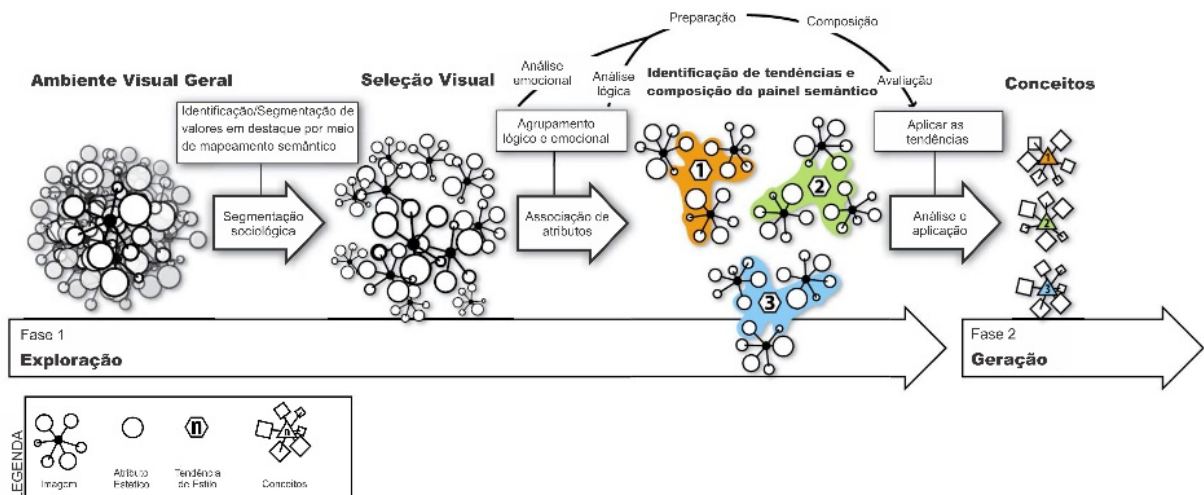 Preparação
Composição
Análise
emocional
Análise
lógica
Avaliação
Ambiente Visual Geral
Identificação/Segmentação de
valores em destaque por meio
de mapeamento semântico
Segmentação
sociológica
Seleção Visual
Agrupamento
lógico e emocional
Associação de
atributos
Identificação de tendências e
composição do painel semântico
1
2
3
Aplicar as
tendências
Análise e
aplicação
Conceitos
1
2
3
Fase 1
Exploração
Fase 2
Geração
LEGENDA
Imagem
Atributo
Estético
n
Tendência
de Estilo
n
Conceitos